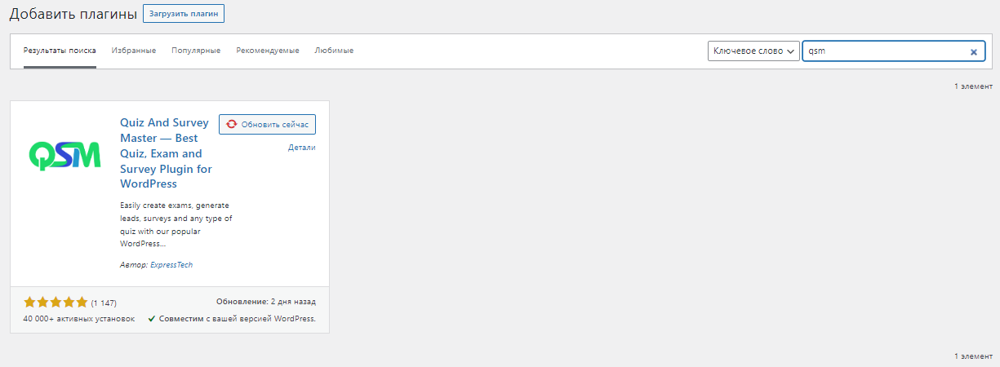 Добавить плагины
Загрузить плагин
Результаты поиска
Избранные
Популярные
Рекомендуемые
Любимые
Ключевое слово
qsm
1 элемент
QSM
Quiz And Survey
Master — Best
Quiz, Exam and
Survey Plugin for
WordPress
Обновить сейчас
Детали
Easily create exams, generate
leads, surveys and any type of
quiz with our popular
WordPress...
Автор: ExpressTech
(1 147)
Обновление: 2 дня назад
40 000+ активных установок
Совместим с вашей версией WordPress.
1 элемент